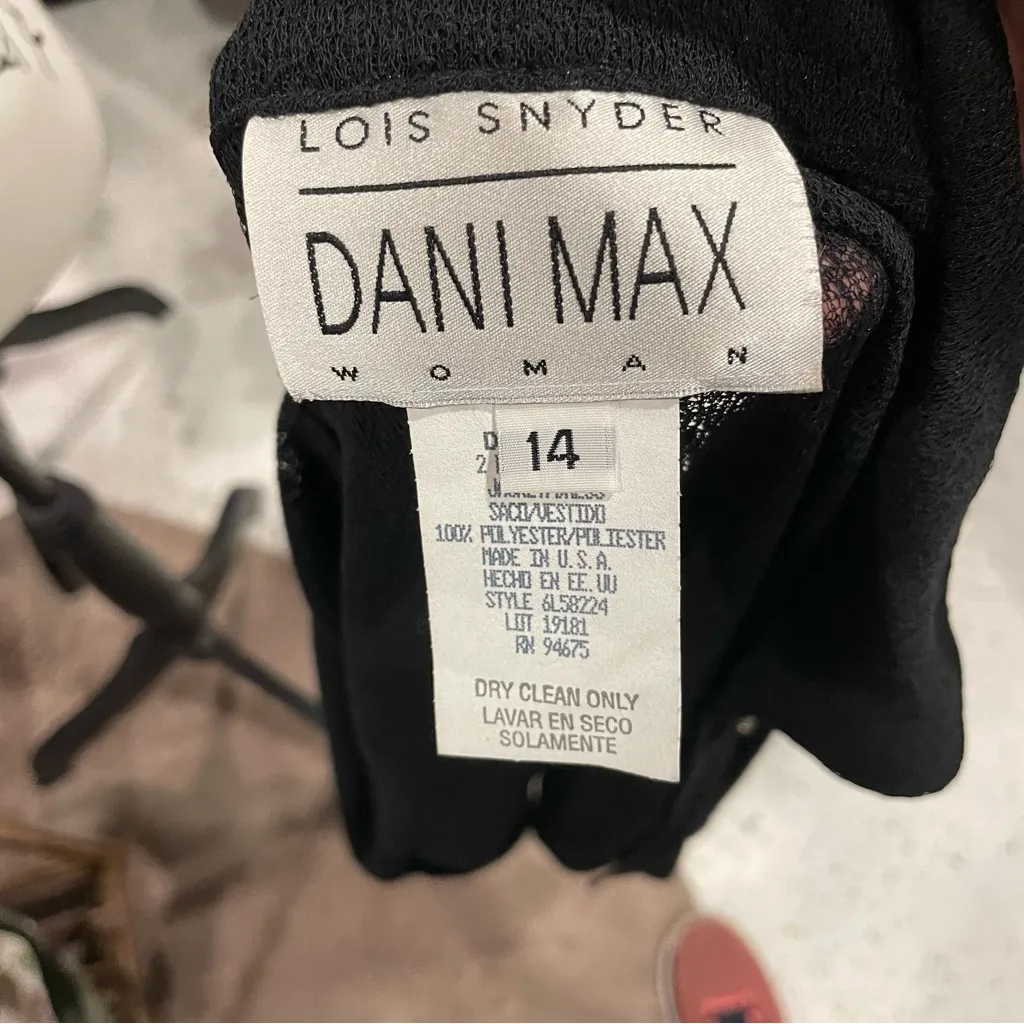 LOIS SNYDER
DANI MAX
WOMAN
14
SACO/VESTIDO
100% POLYESTER/POLIESTER
MADE IN U.S.A.
HECHO EN EE.UU
STYLE 6L58224
LOT 19181
RN 94675
DRY CLEAN ONLY
LAVAR EN SECO
SOLAMENTE